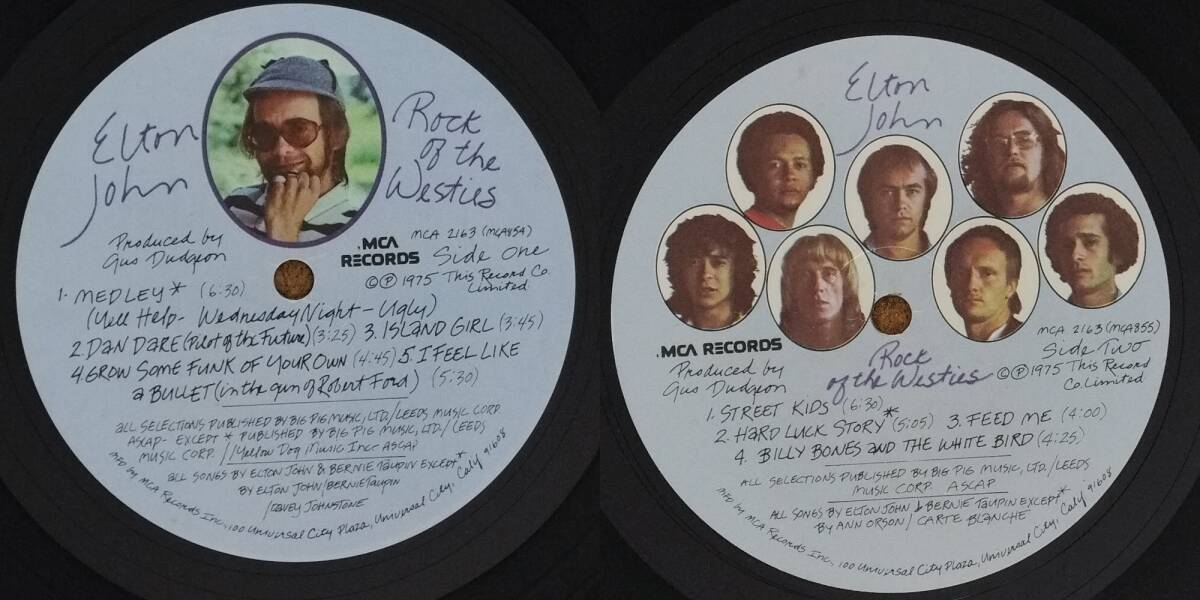 Elton
John
Rock
of the
Westies
Produced by
Gus Dudgeon
MCA
RECORDS
MCA 2163 (MCA854)
Side One
©℗ 1975 This Record Co.
Limited
1. MEDLEY* (6:30)
(Yell Help - Wednesday Night - Ugly)
2. DAN DARE (Pilot of the Future) (3:25) 3. ISLAND GIRL (3:45)
4. GROW SOME FUNK OF YOUR OWN (4:45) 5. I FEEL LIKE
a BULLET (in the gun of Robert Ford) (5:30)
ALL SELECTIONS PUBLISHED BY BIG PIG MUSIC, LTD./LEEDS MUSIC CORP.
ASCAP - EXCEPT * PUBLISHED BY BIG PIG MUSIC, LTD./LEEDS
MUSIC CORP. / Yellow Dog Music Inc. ASCAP
ALL SONGS BY ELTON JOHN & BERNIE TAUPIN EXCEPT*
BY ELTON JOHN/BERNIE TAUPIN
/DAVEY JOHNSTONE
MFD by MCA Records Inc., 100 Universal City Plaza, Universal City, Calif 91608
Elton
John
MCA RECORDS
Produced by
Gus Dudgeon
Rock
of the Westies
MCA 2163 (MCA855)
Side Two
©℗ 1975 This Record
Co. Limited
1. STREET KIDS (6:30)
2. HARD LUCK STORY* (5:05) 3. FEED ME (4:00)
4. BILLY BONES AND THE WHITE BIRD (4:25)
ALL SELECTIONS PUBLISHED BY BIG PIG MUSIC, LTD./LEEDS
MUSIC CORP. ASCAP
ALL SONGS BY ELTON JOHN & BERNIE TAUPIN EXCEPT*
BY ANN ORSON / CARTE BLANCHE
MFD by MCA Records Inc., 100 Universal City Plaza, Universal City, Calif 91608